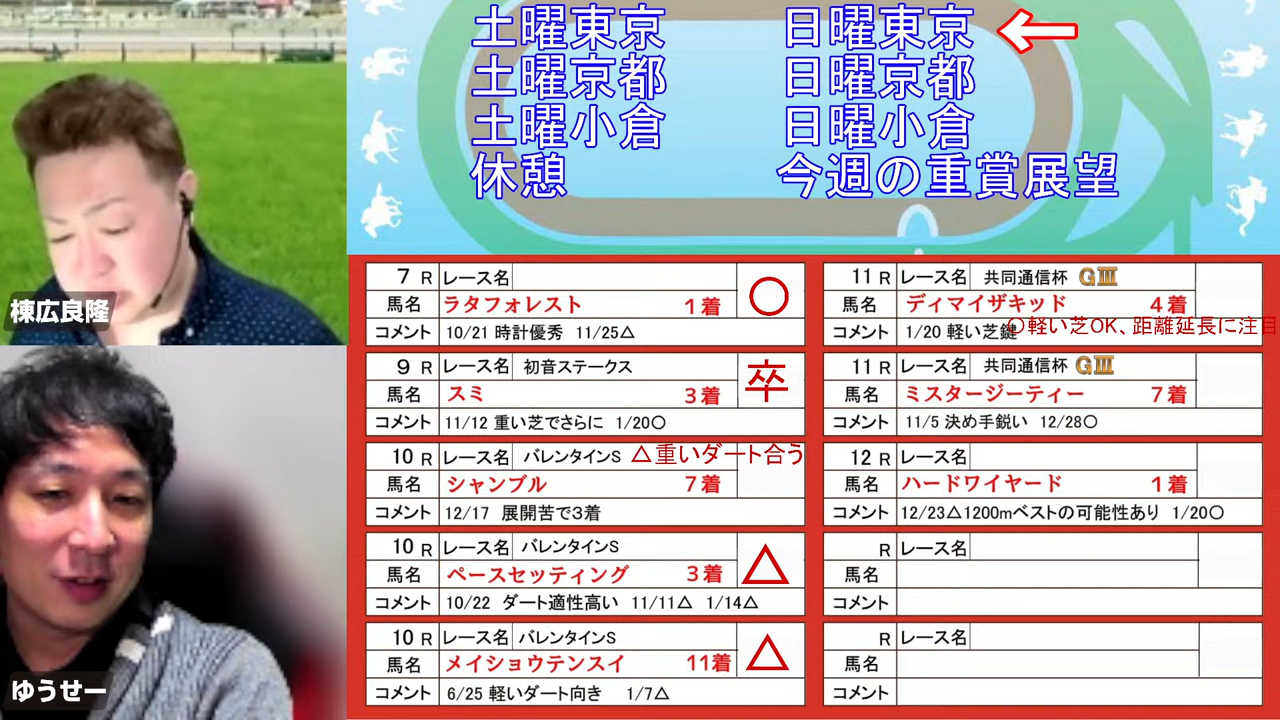 土曜東京 日曜東京
土曜京都 日曜京都
土曜小倉 日曜小倉
休憩 今週の重賞展望
棟広良隆
ゆうせー
7 R レース名
馬名 ラタフォレスト 1着 ○
コメント 10/21 時計優秀 11/25△
9 R レース名 初音ステークス
馬名 スミ 3着 卒
コメント 11/12 重い芝でさらに 1/20○
10 R レース名 バレンタインS △重いダート合う
馬名 シャンブル 7着
コメント 12/17 展開苦で3着
10 R レース名 バレンタインS
馬名 ペースセッティング 3着 △
コメント 10/22 ダート適性高い 11/11△ 1/14△
10 R レース名 バレンタインS
馬名 メイショウテンスイ 11着 △
コメント 6/25 軽いダート向き 1/7△
11 R レース名 共同通信杯 GⅢ
馬名 ディマイザキッド 4着
コメント 1/20 軽い芝鍵 ○軽い芝OK、距離延長に注目
11 R レース名 共同通信杯 GⅢ
馬名 ミスタージーティー 7着
コメント 11/5 決め手鋭い 12/28○
12 R レース名
馬名 ハードワイヤード 1着
コメント 12/23△1200mベストの可能性あり 1/20○
R レース名
馬名
コメント
R レース名
馬名
コメント